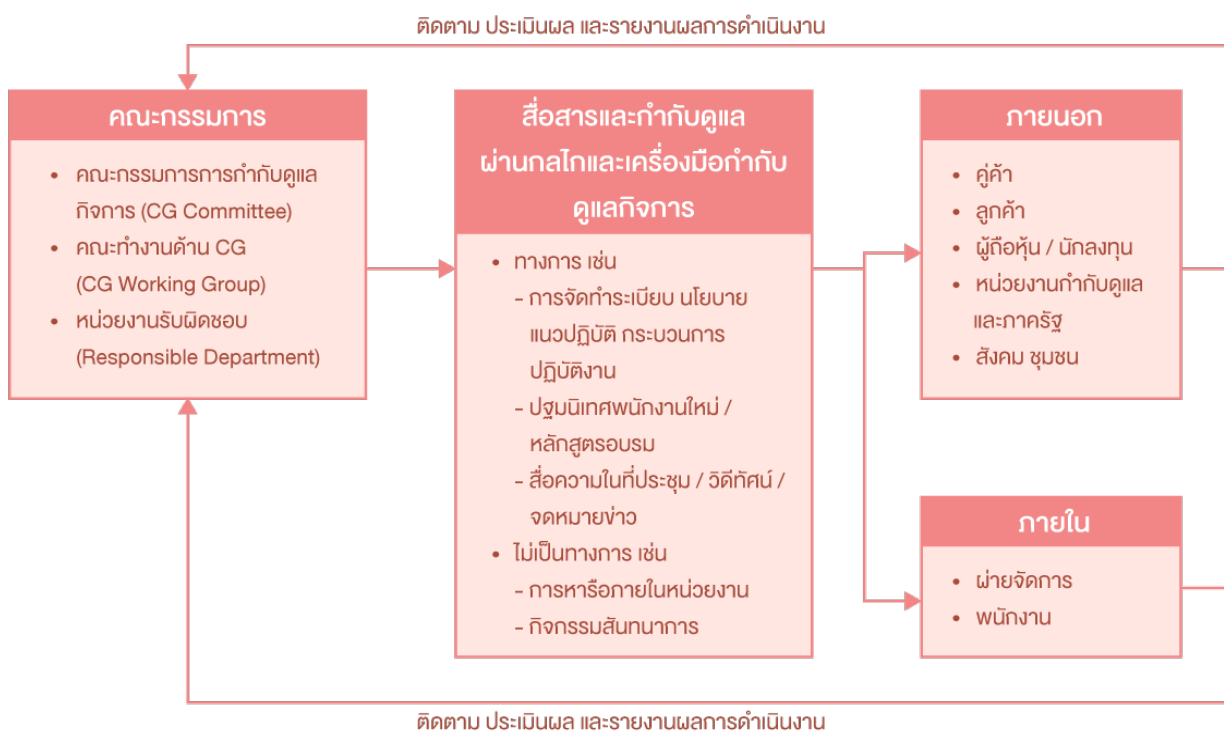 ติดตาม ประเมินผล และรายงานผลการดำเนินงาน
คณะกรรมการ
• คณะกรรมการการกำกับดูแล
กิจการ (CG Committee)
• คณะทำงานด้าน CG
(CG Working Group)
• หน่วยงานรับผิดชอบ
(Responsible Department)
สื่อสารและกำกับดูแล
ผ่านกลไกและเครื่องมือกำกับ
ดูแลกิจการ
• ทางการ เช่น
- การจัดทำระเบียบ นโยบาย
แนวปฏิบัติ กระบวนการ
ปฏิบัติงาน
- ปฐมนิเทศพนักงานใหม่ /
หลักสูตรอบรม
- สื่อความในที่ประชุม / วิดีทัศน์ /
จดหมายข่าว
• ไม่เป็นทางการ เช่น
- การหารือภายในหน่วยงาน
- กิจกรรมสันทนาการ
ภายนอก
• คู่ค้า
• ลูกค้า
• ผู้ถือหุ้น / นักลงทุน
• หน่วยงานกำกับดูแล
และภาครัฐ
• สังคม ชุมชน
ภายใน
• ฝ่ายจัดการ
• พนักงาน
ติดตาม ประเมินผล และรายงานผลการดำเนินงาน